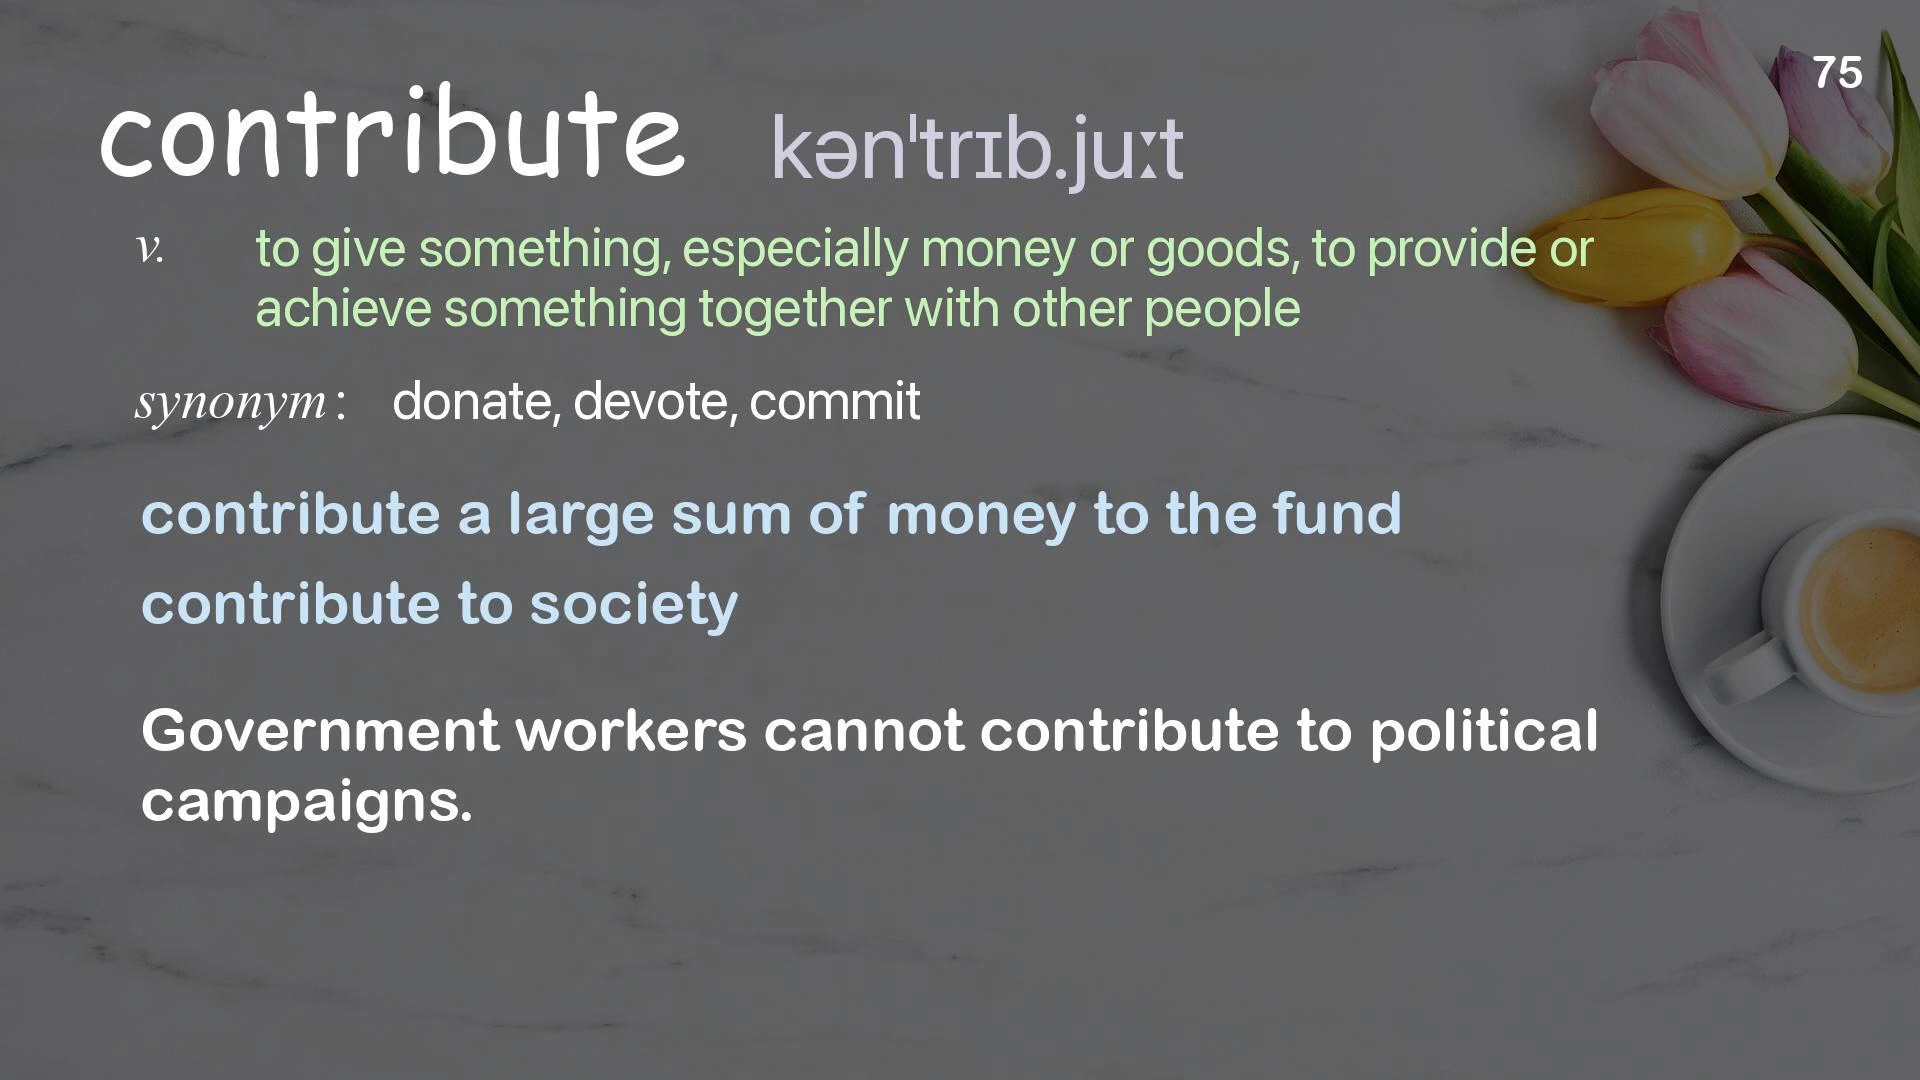 75
contribute kən'trɪb.juːt
v. to give something, especially money or goods, to provide or
achieve something together with other people
synonym: donate, devote, commit
contribute a large sum of money to the fund
contribute to society
Government workers cannot contribute to political
campaigns.